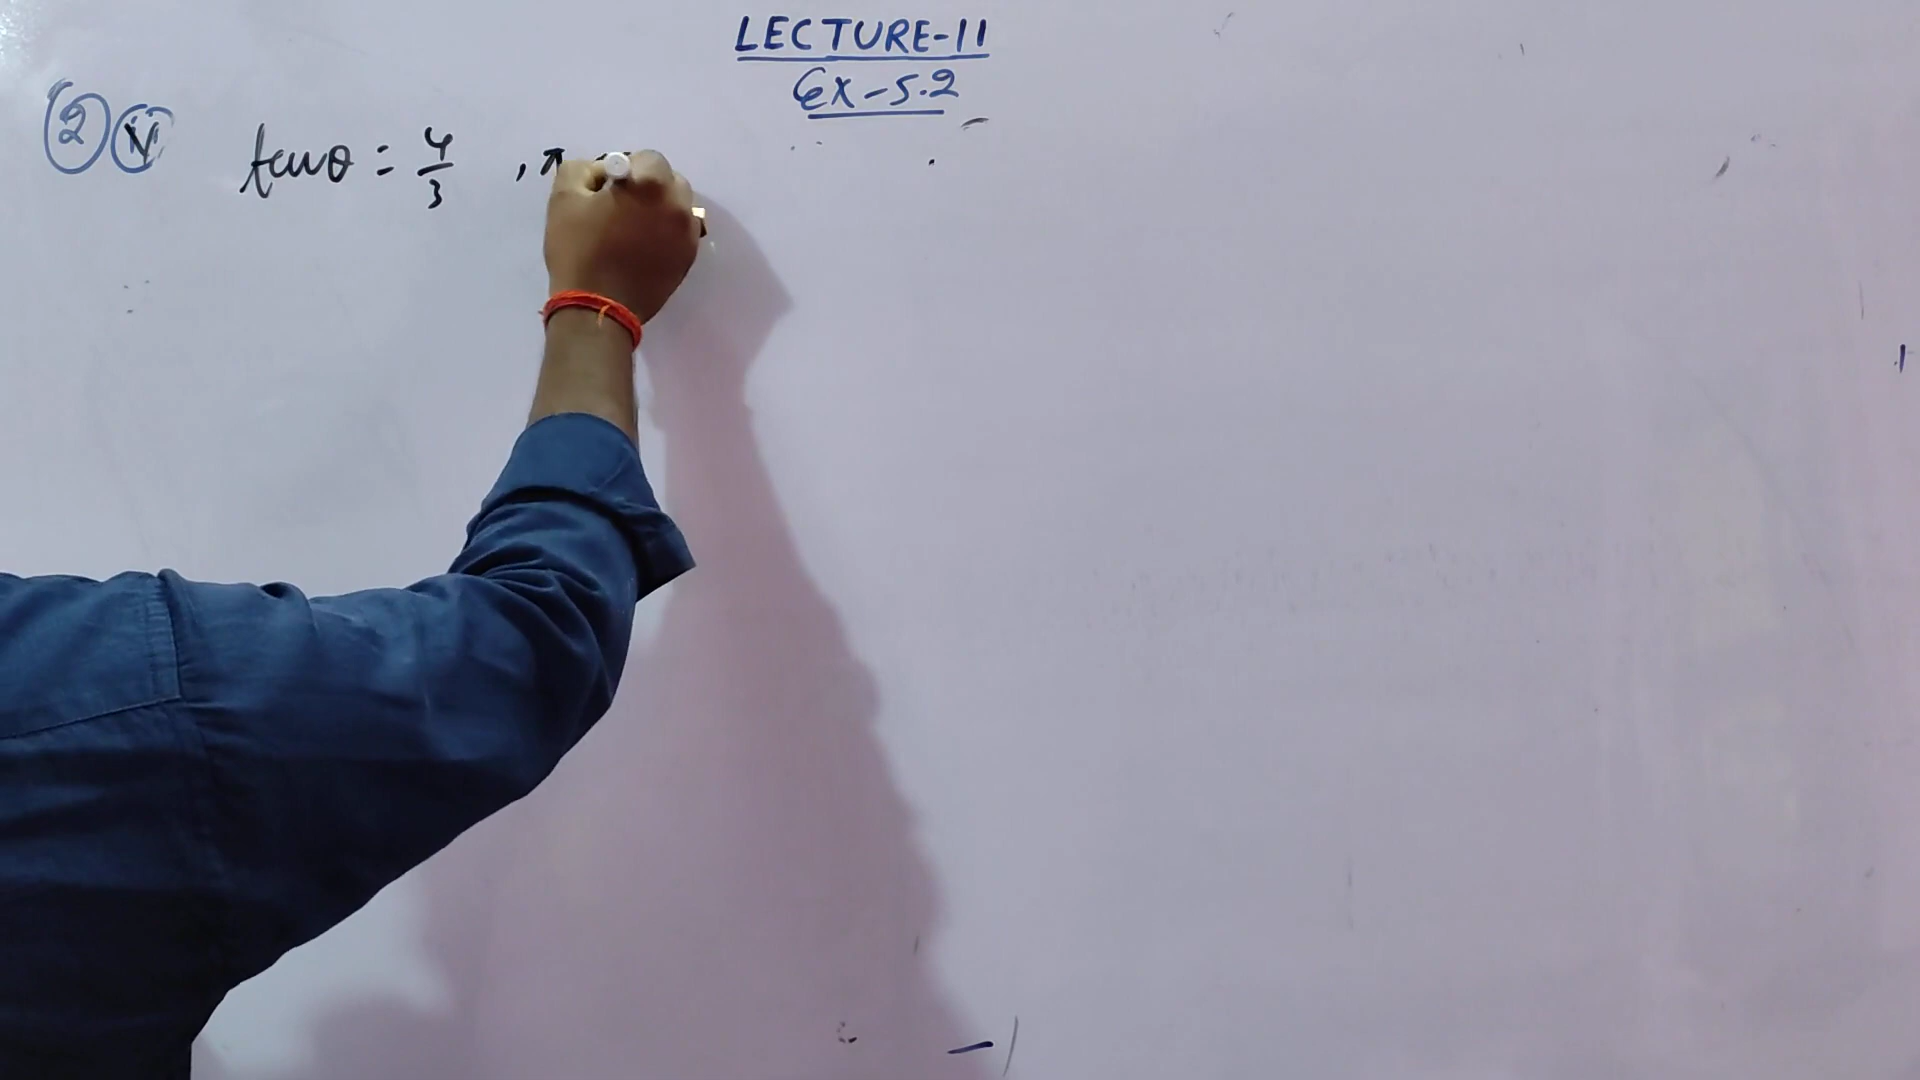 LECTURE-11
Ex-5.2
② ⓥ tanθ = 4/3 , π